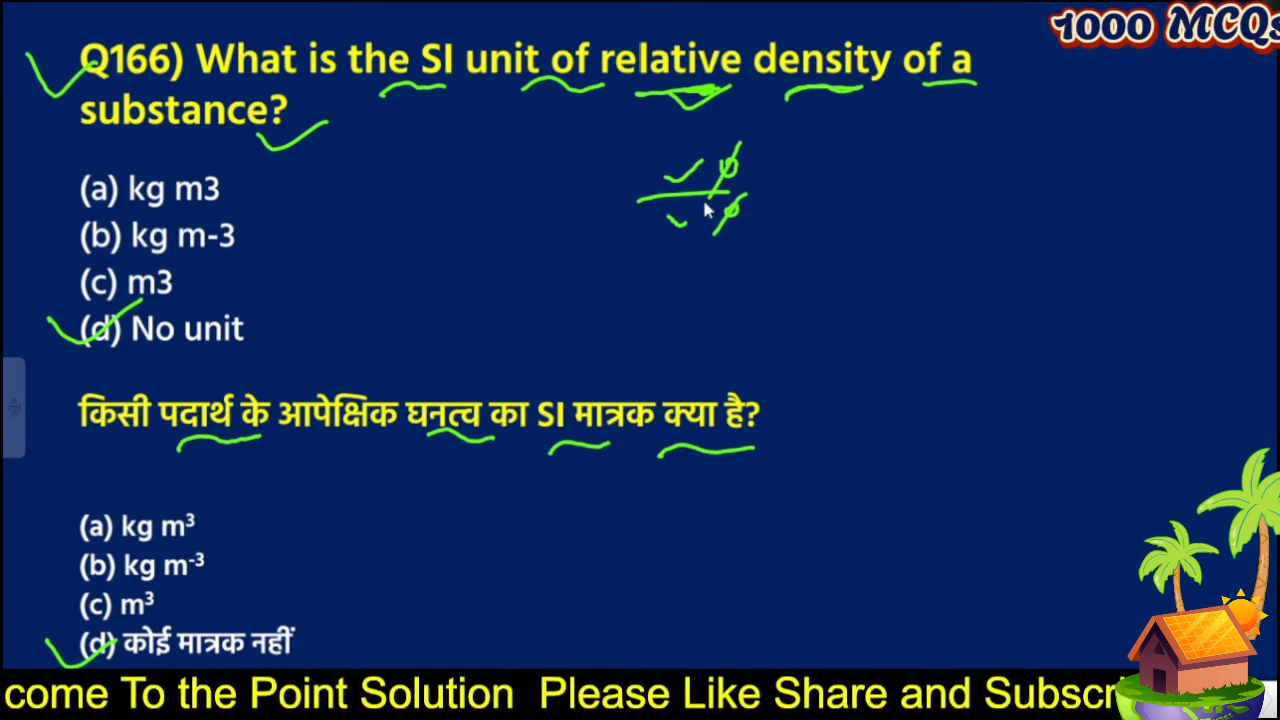 1000 MCQs
Q166) What is the SI unit of relative density of a
substance?
(a) kg m3
(b) kg m-3
(c) m3
(d) No unit
किसी पदार्थ के आपेक्षिक घनत्व का SI मात्रक क्या है?
(a) kg m³
(b) kg m⁻³
(c) m³
(d) कोई मात्रक नहीं
come To the Point Solution Please Like Share and Subscr